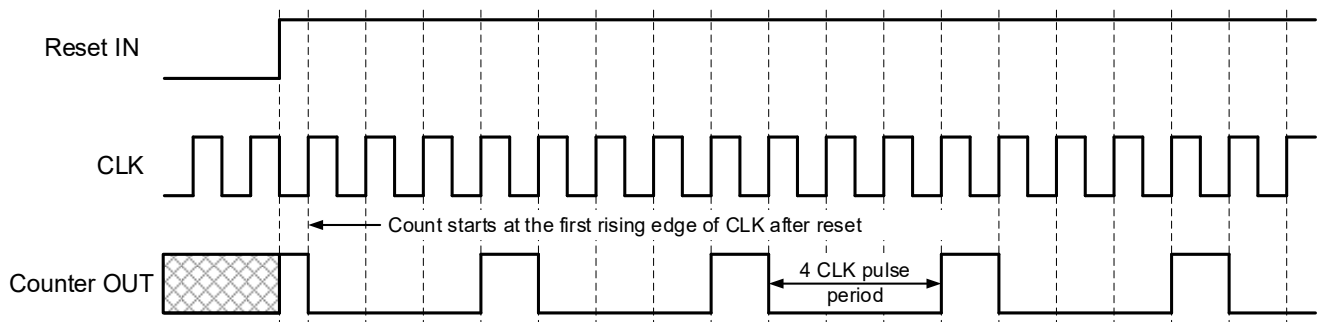 Reset IN
CLK
Count starts at the first rising edge of CLK after reset
Counter OUT
4 CLK pulse
period